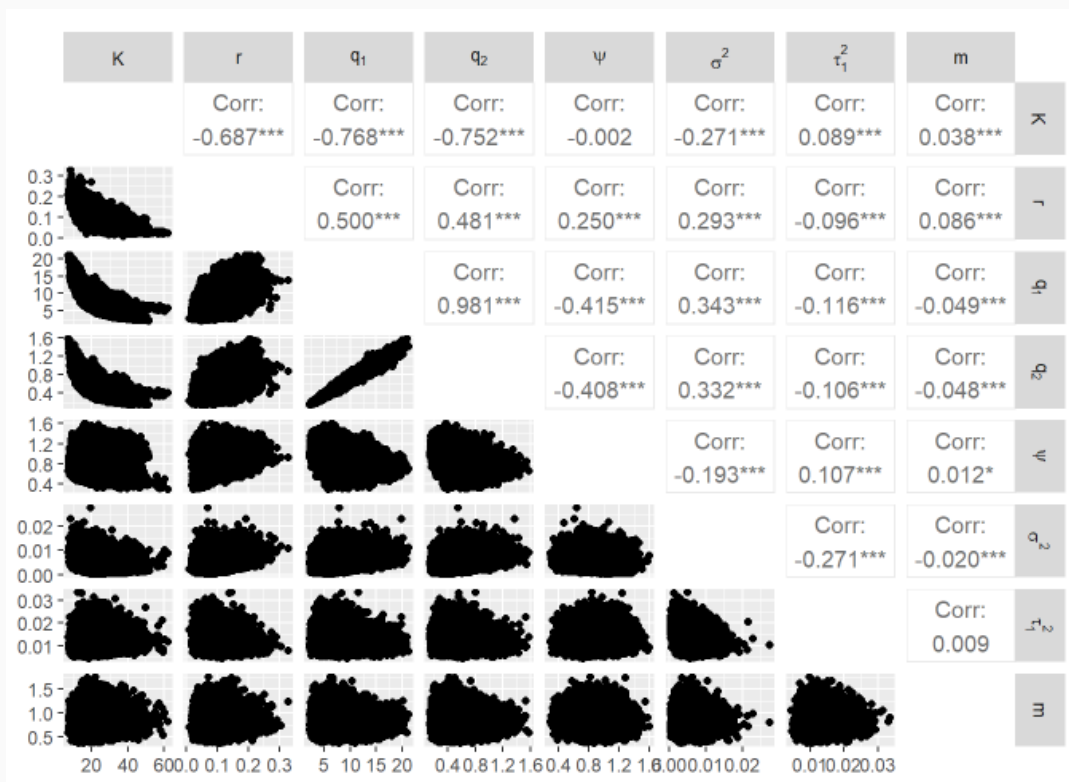 K r q₁ q₂ ψ σ² τ₁² m
Corr: Corr: Corr: Corr: Corr: Corr: Corr:
-0.687*** -0.768*** -0.752*** -0.002 -0.271*** 0.089*** 0.038***
K
0.3
0.2
0.1
0.0
Corr: Corr: Corr: Corr: Corr: Corr:
0.500*** 0.481*** 0.250*** 0.293*** -0.096*** 0.086***
r
20
15
10
5
Corr: Corr: Corr: Corr: Corr:
0.981*** -0.415*** 0.343*** -0.116*** -0.049***
q₁
1.6
1.2
0.8
0.4
Corr: Corr: Corr: Corr:
-0.408*** 0.332*** -0.106*** -0.048***
q₂
1.6
1.2
0.8
0.4
Corr: Corr: Corr:
-0.193*** 0.107*** 0.012*
ψ
0.02
0.01
0.00
Corr: Corr:
-0.271*** -0.020***
σ²
0.03
0.02
0.01
Corr:
0.009
τ₁²
1.5
1.0
0.5
m
20 40 60 0.0 0.1 0.2 0.3 5 10 15 20 0.4 0.8 1.2 1.6 0.4 0.8 1.2 1.6 0.00 0.01 0.02 0.01 0.02 0.03